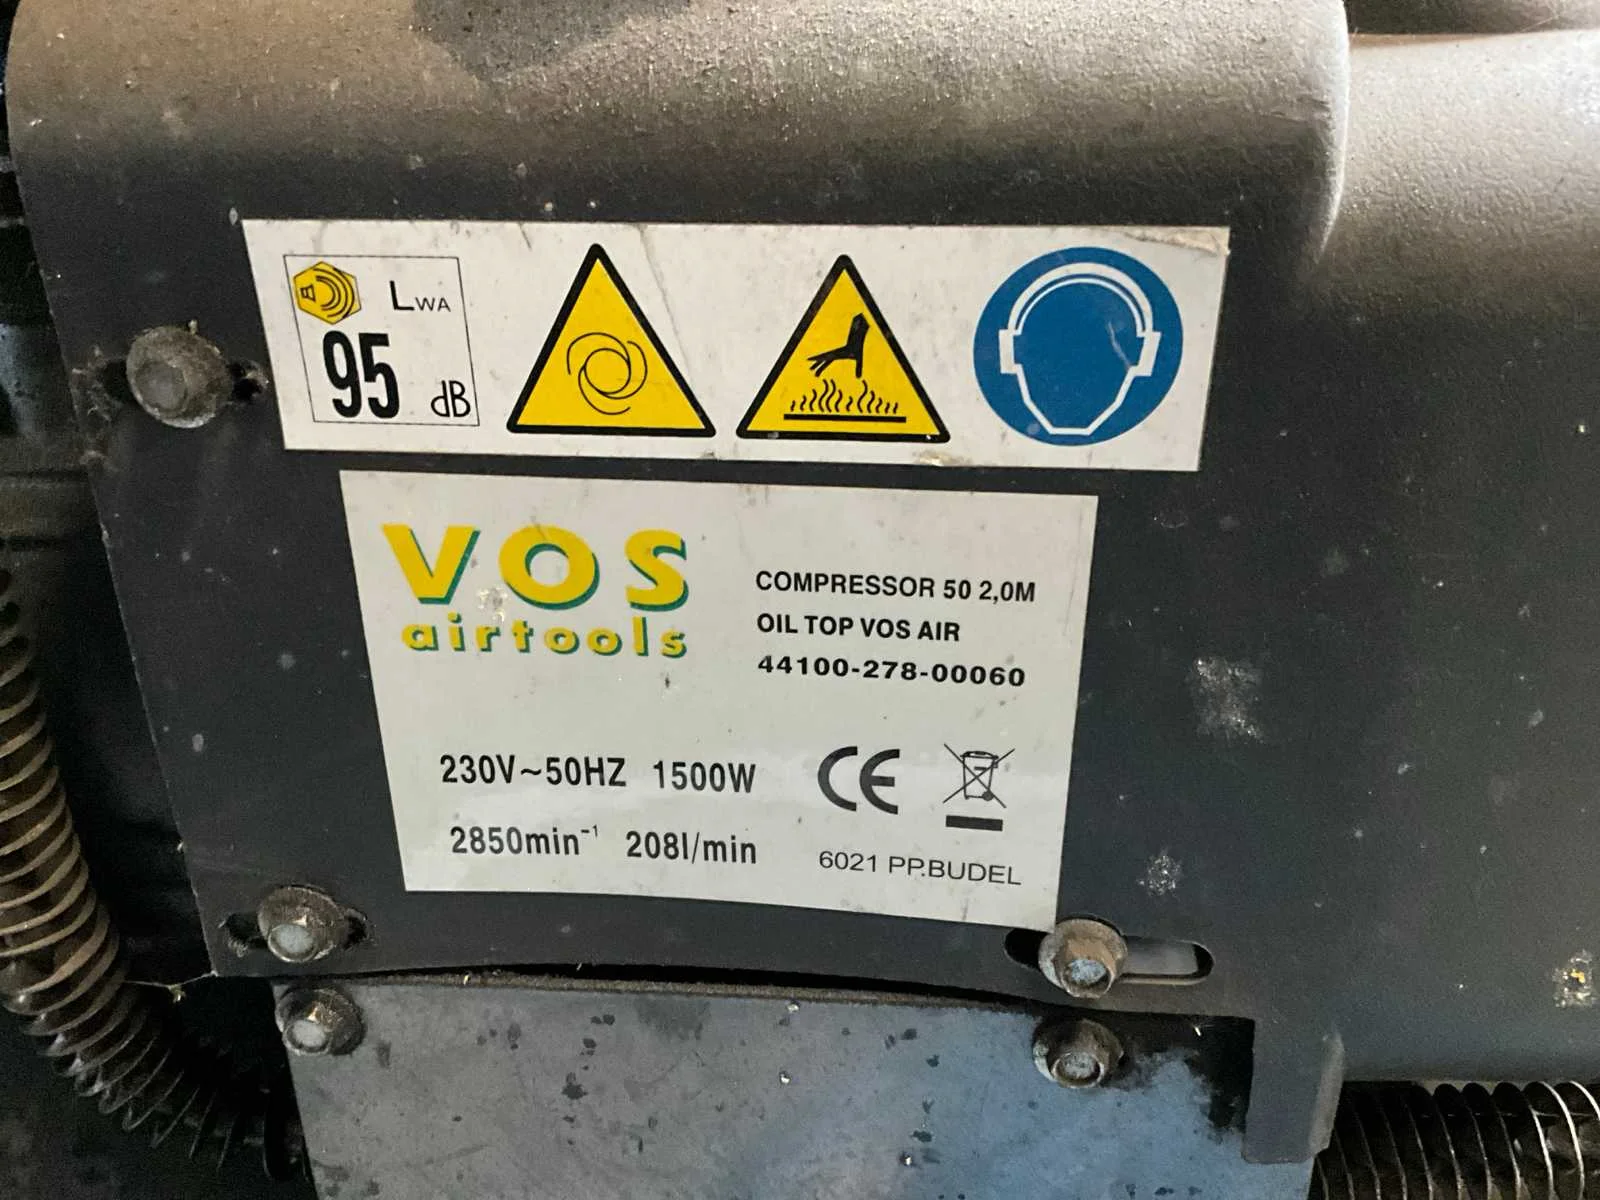 LWA
95 dB
VOS
airtools
COMPRESSOR 50 2,0M
OIL TOP VOS AIR
44100-278-00060
230V~50HZ 1500W
CE
2850min⁻¹ 208l/min
6021 PP.BUDEL